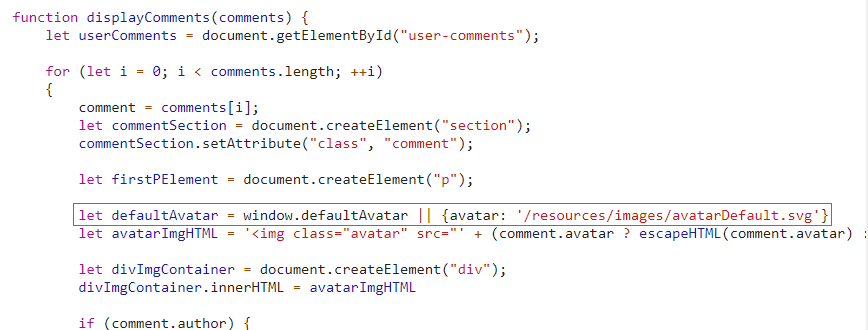 function displayComments(comments) {
let userComments = document.getElementById("user-comments");
for (let i = 0; i < comments.length; ++i)
{
comment = comments[i];
let commentSection = document.createElement("section");
commentSection.setAttribute("class", "comment");
let firstPElement = document.createElement("p");
let defaultAvatar = window.defaultAvatar || {avatar: '/resources/images/avatarDefault.svg'}
let avatarImgHTML = '<img class="avatar" src="' + (comment.avatar ? escapeHTML(comment.avatar) :
let divImgContainer = document.createElement("div");
divImgContainer.innerHTML = avatarImgHTML
if (comment.author) {